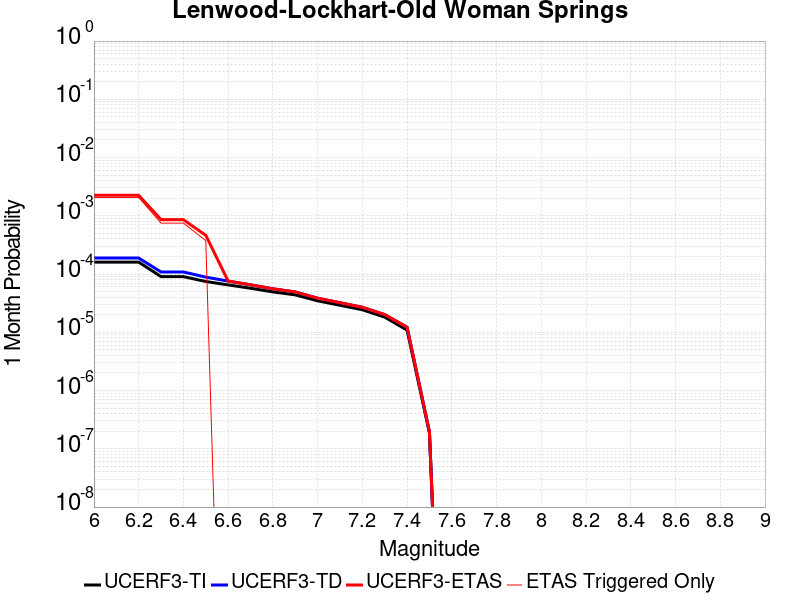 Lenwood-Lockhart-Old Woman Springs
10 0
10 -1
10 -2
10 -3
10 -4
10 -5
10 -6
10 -7
10 -8
1 Month Probability
6 6.2 6.4 6.6 6.8 7 7.2 7.4 7.6 7.8 8 8.2 8.4 8.6 8.8 9
Magnitude
UCERF3-TI UCERF3-TD UCERF3-ETAS ETAS Triggered Only